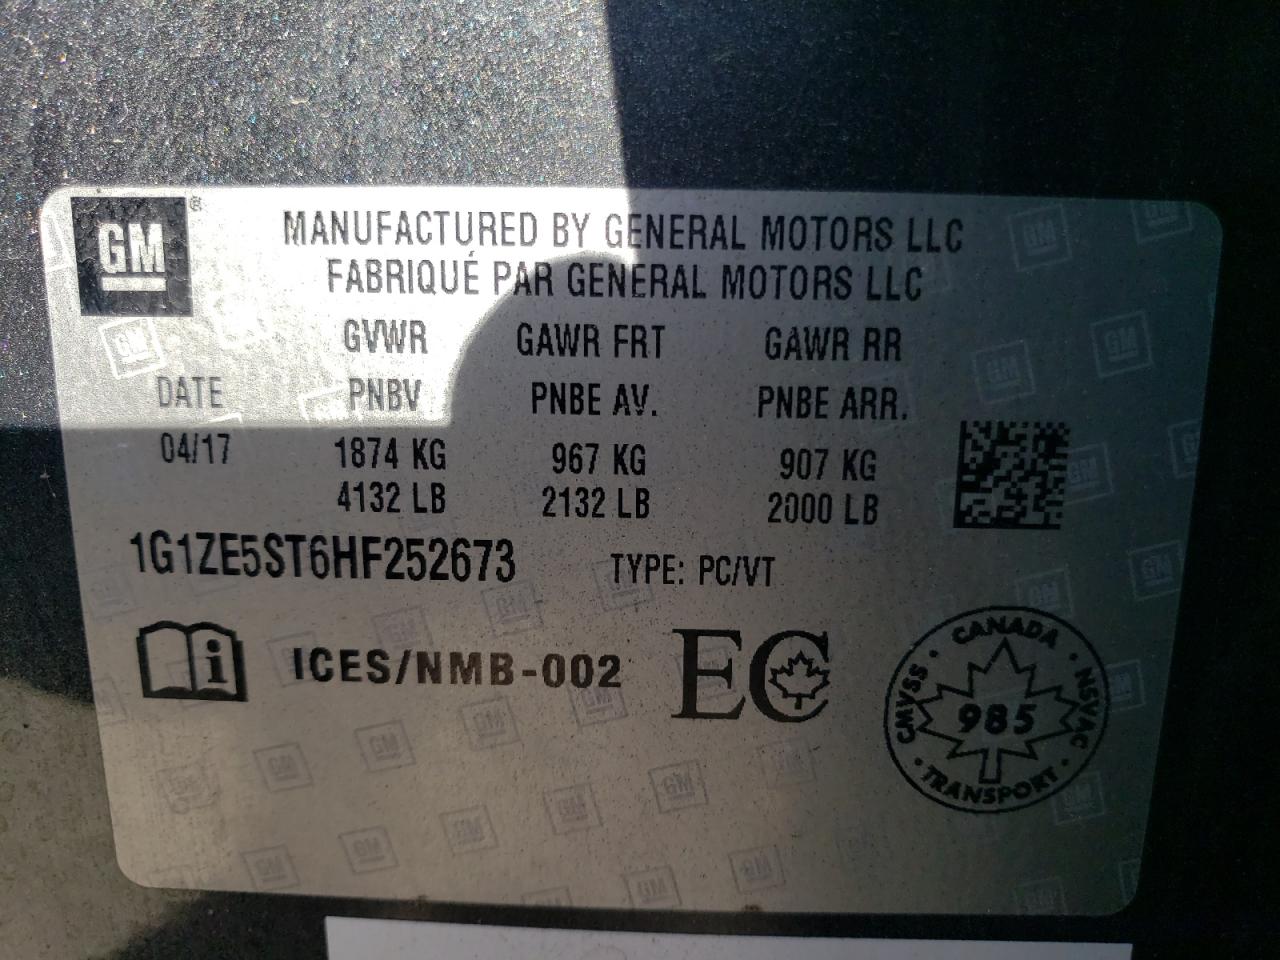 GM ®
MANUFACTURED BY GENERAL MOTORS LLC
FABRIQUÉ PAR GENERAL MOTORS LLC
GVWR GAWR FRT GAWR RR
DATE PNBV PNBE AV. PNBE ARR.
04/17 1874 KG 967 KG 907 KG
4132 LB 2132 LB 2000 LB
1G1ZE5ST6HF252673 TYPE: PC/VT
i ICES/NMB-002 EC
CANADA
CMVSS · 985 · NSVAC
TRANSPORT